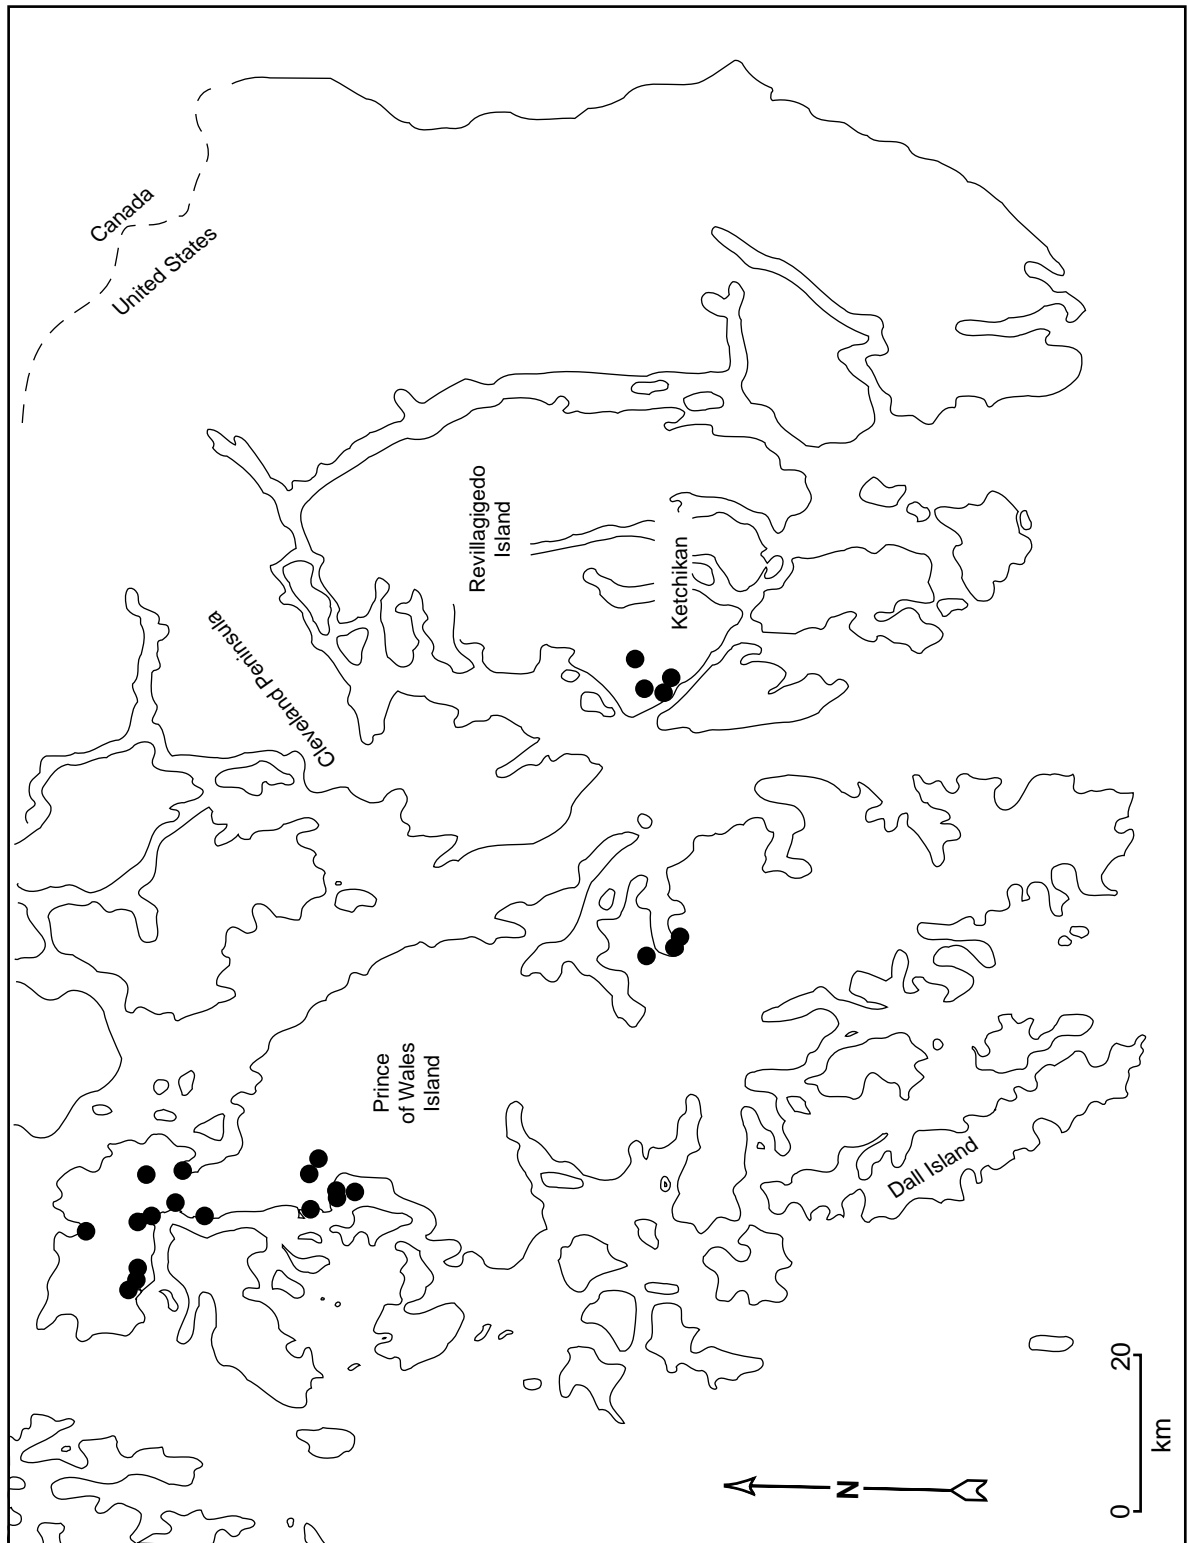 Canada
United States
Cleveland Peninsula
Revillagigedo
Island
Ketchikan
Prince
of Wales
Island
Dall Island
N
0
20
km